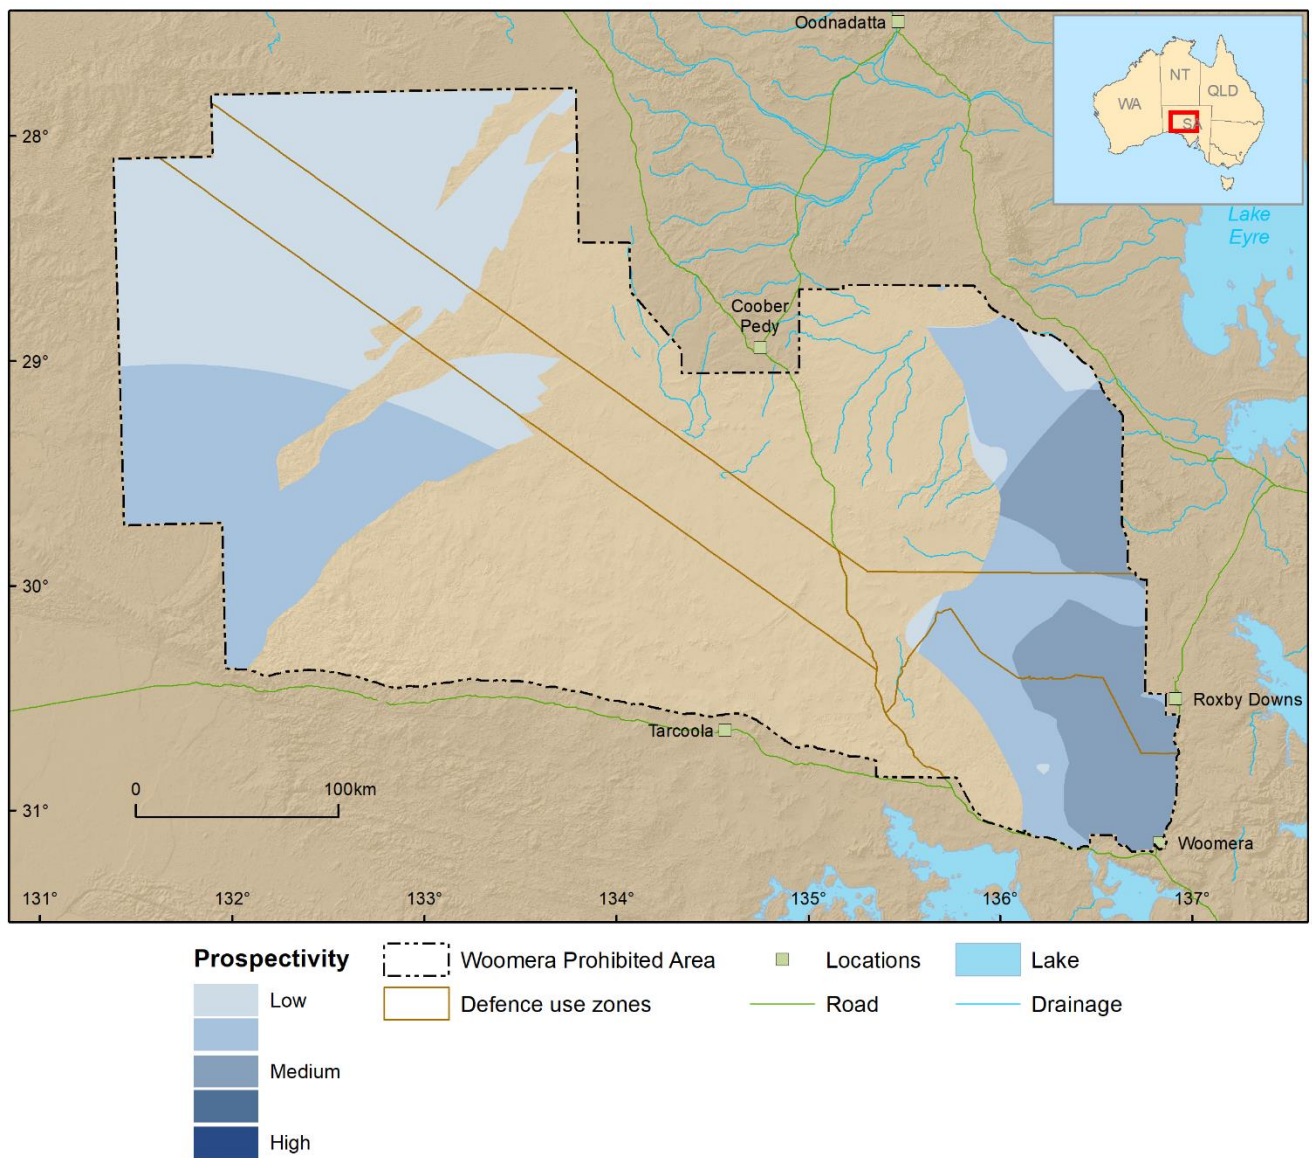 Oodnadatta
NT
QLD
WA
SA
28°
Lake
Eyre
Coober
Pedy
29°
30°
Roxby Downs
Tarcoola
0
100km
31°
Woomera
131°
132°
133°
134°
135°
136°
137°
Prospectivity
Woomera Prohibited Area
Locations
Lake
Low
Defence use zones
Road
Drainage
Medium
High